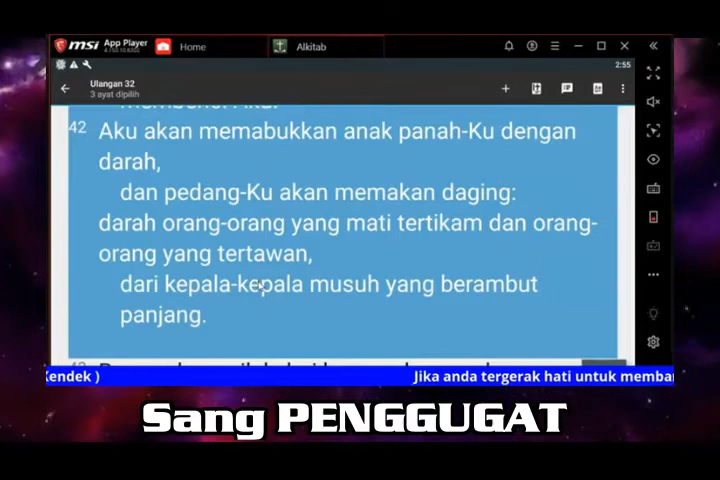 msi App Player
Home
Alkitab
2:55
Ulangan 32
3 ayat dipilih
42 Aku akan memabukkan anak panah-Ku dengan
darah,
dan pedang-Ku akan memakan daging:
darah orang-orang yang mati tertikam dan orang-
orang yang tertawan,
dari kepala-kepala musuh yang berambut
panjang.
Kendek )
Jika anda tergerak hati untuk memba
Sang PENGGUGAT